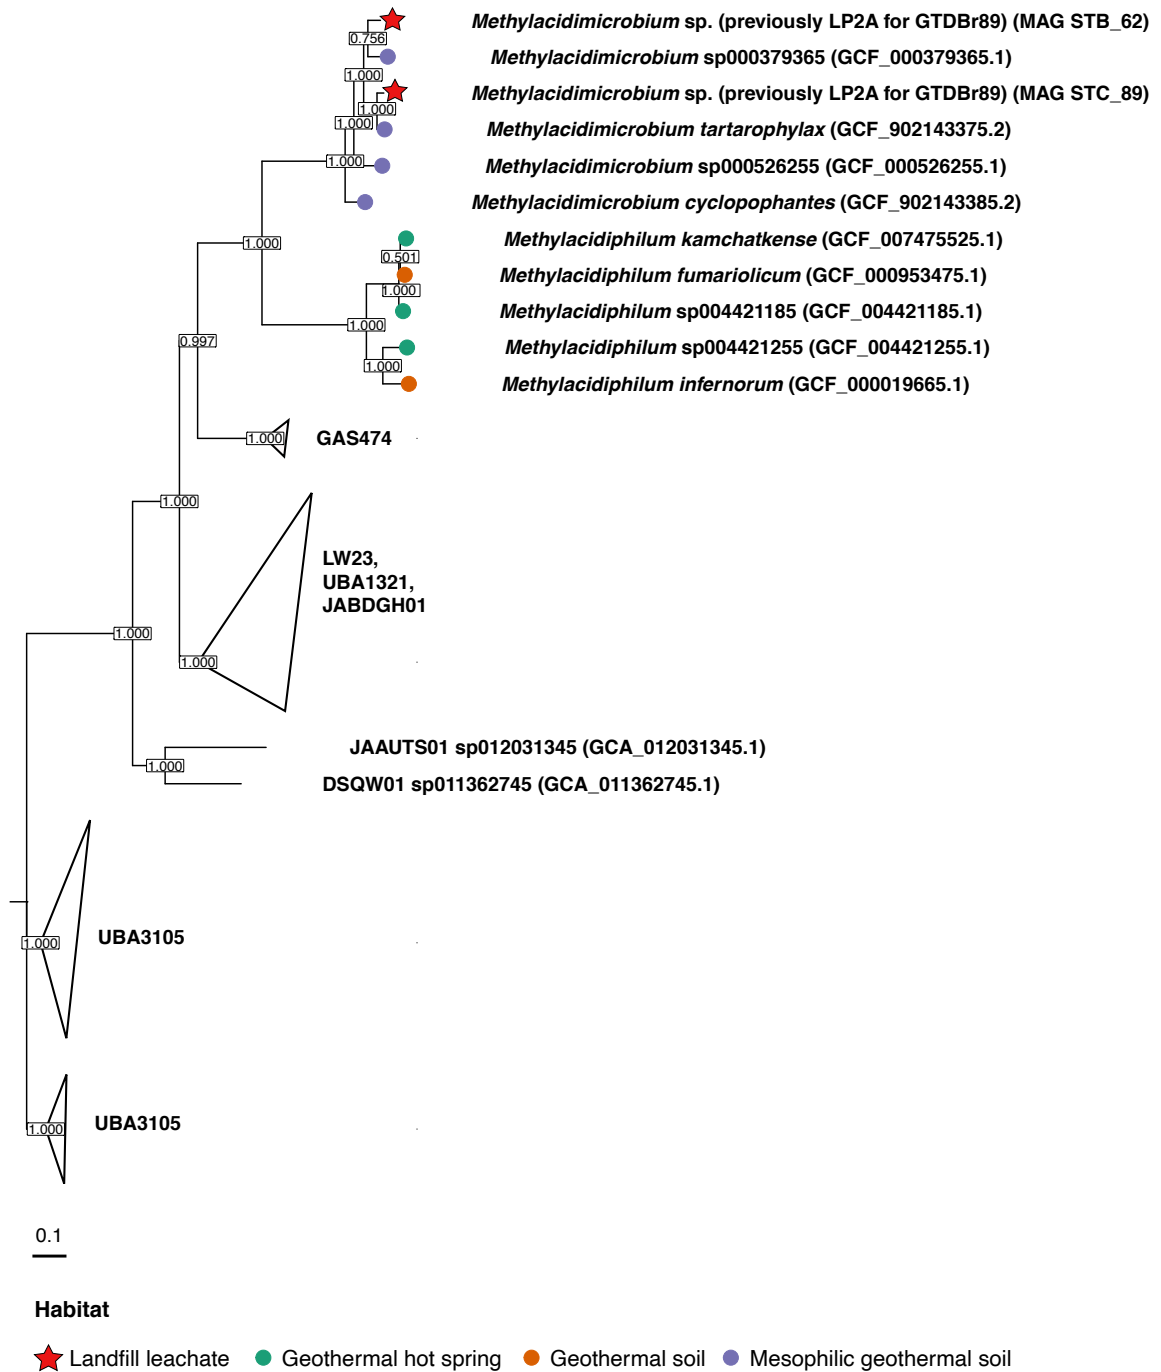 Methylacidimicrobium sp. (previously LP2A for GTDBr89) (MAG STB_62)
0.756
Methylacidimicrobium sp000379365 (GCF_000379365.1)
1.000
Methylacidimicrobium sp. (previously LP2A for GTDBr89) (MAG STC_89)
1.000
1.000
Methylacidimicrobium tartarophylax (GCF_902143375.2)
1.000
Methylacidimicrobium sp000526255 (GCF_000526255.1)
Methylacidimicrobium cyclopophantes (GCF_902143385.2)
1.000
Methylacidiphilum kamchatkense (GCF_007475525.1)
0.501
Methylacidiphilum fumariolicum (GCF_000953475.1)
1.000
Methylacidiphilum sp004421185 (GCF_004421185.1)
1.000
0.997
Methylacidiphilum sp004421255 (GCF_004421255.1)
1.000
Methylacidiphilum infernorum (GCF_000019665.1)
1.000
GAS474
1.000
LW23,
UBA1321,
JABDGH01
1.000
1.000
JAAUTS01 sp012031345 (GCA_012031345.1)
1.000
DSQW01 sp011362745 (GCA_011362745.1)
1.000
UBA3105
1.000
UBA3105
0.1
Habitat
Landfill leachate Geothermal hot spring Geothermal soil Mesophilic geothermal soil